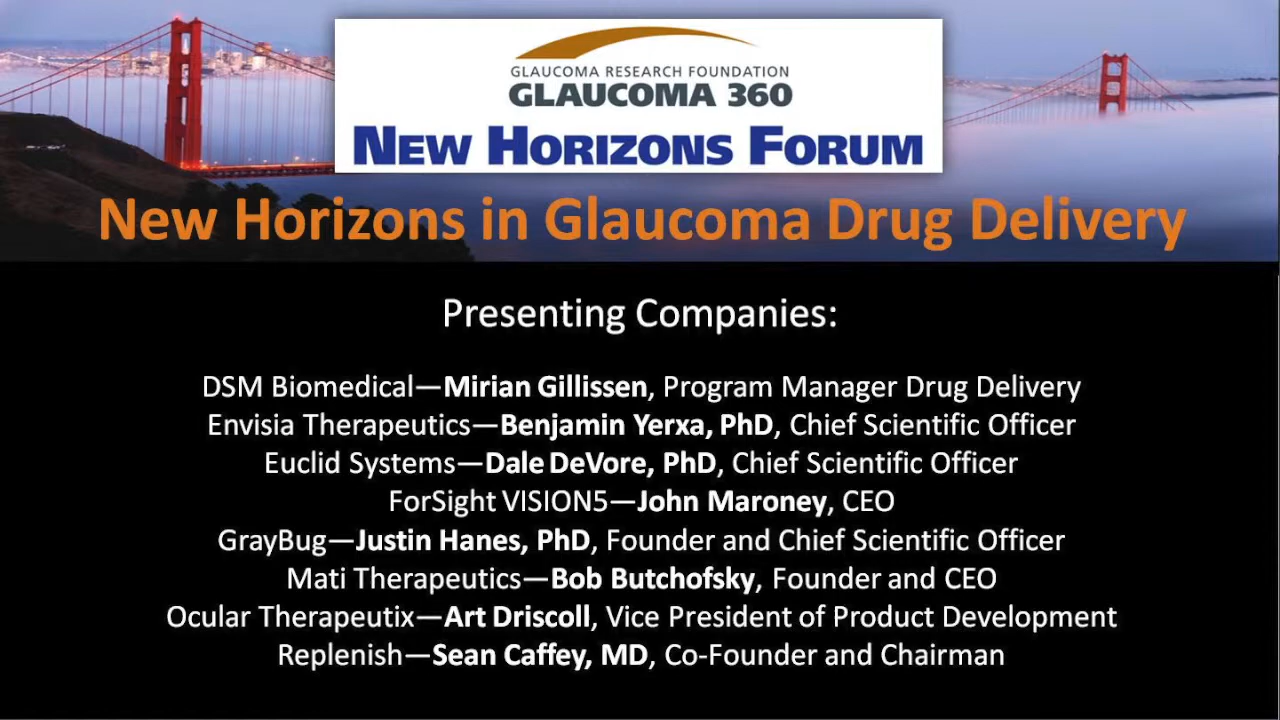 GLAUCOMA RESEARCH FOUNDATION
GLAUCOMA 360
NEW HORIZONS FORUM
New Horizons in Glaucoma Drug Delivery
Presenting Companies:
DSM Biomedical—Mirian Gillissen, Program Manager Drug Delivery
Envisia Therapeutics—Benjamin Yerxa, PhD, Chief Scientific Officer
Euclid Systems—Dale DeVore, PhD, Chief Scientific Officer
ForSight VISION5—John Maroney, CEO
GrayBug—Justin Hanes, PhD, Founder and Chief Scientific Officer
Mati Therapeutics—Bob Butchofsky, Founder and CEO
Ocular Therapeutix—Art Driscoll, Vice President of Product Development
Replenish—Sean Caffey, MD, Co-Founder and Chairman